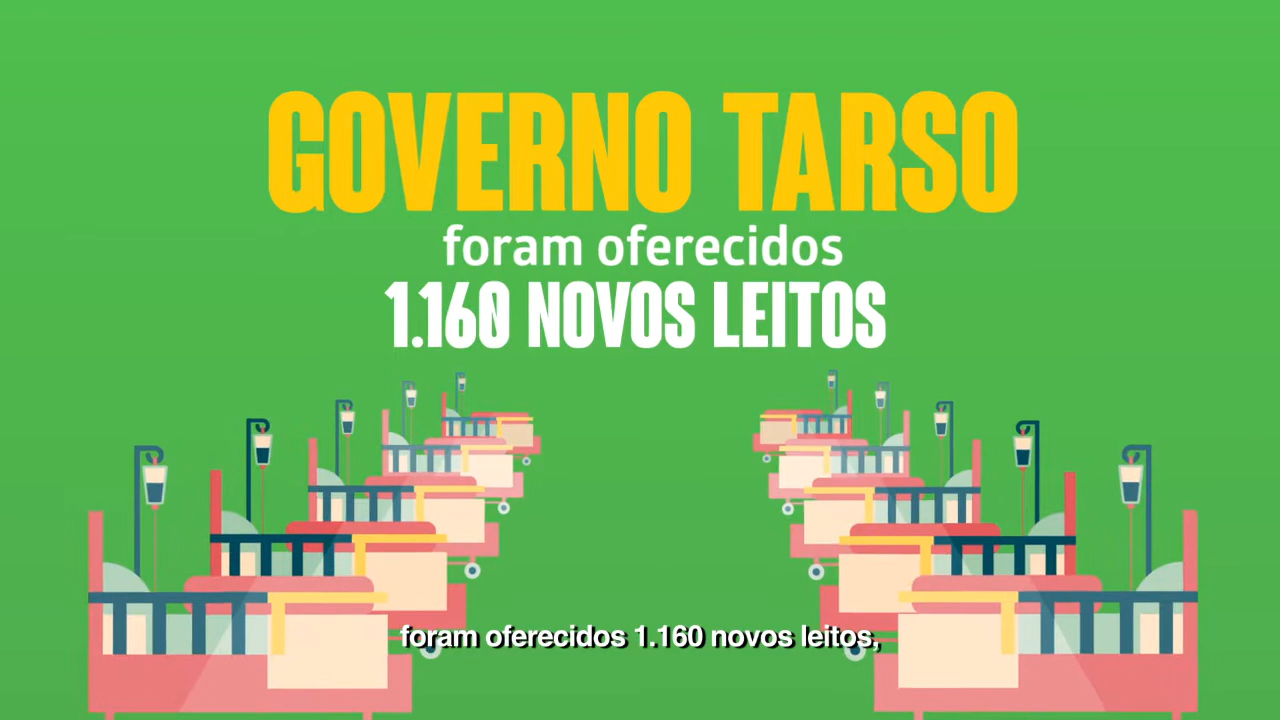 GOVERNO TARSO
foram oferecidos
1.160 NOVOS LEITOS
foram oferecidos 1.160 novos leitos,